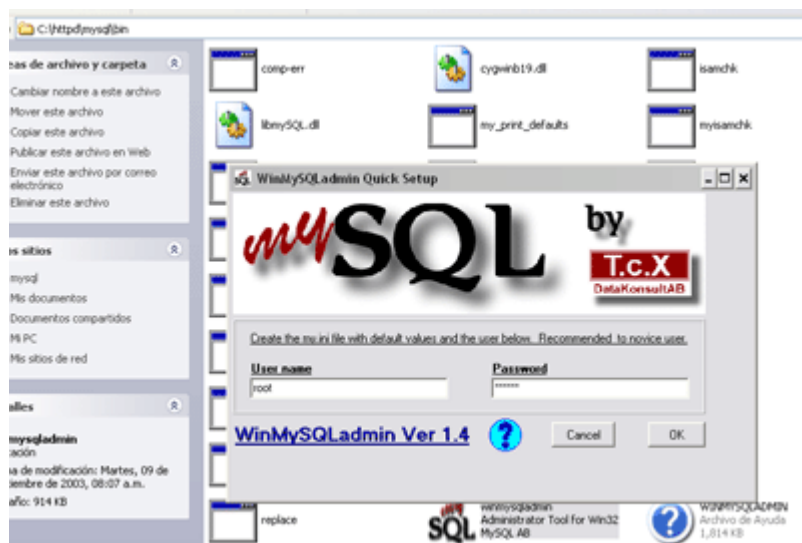 C:\httpd\mysql\bin
eas de archivo y carpeta
Cambiar nombre a este archivo
Mover este archivo
Copiar este archivo
Publicar este archivo en Web
Enviar este archivo por correo
electrónico
Eliminar este archivo
os sitios
mysql
Mis documentos
Documentos compartidos
Mi PC
Mis sitios de red
alles
mysqladmin
cación
a de modificación: Martes, 09 de
iembre de 2003, 08:07 a.m.
año: 914 KB
comp-err
cygwinb19.dll
isamchk
libmySQL.dll
my_print_defaults
myisamchk
WinMySQLadmin Quick Setup
mySQL by
T.c.X
DataKonsultAB
Create the my.ini file with default values and the user below. Recommended to novice user.
User name
Password
root
******
WinMySQLadmin Ver 1.4
?
Cancel
OK
replace
mySQL
winmysqladmin
Administrator Tool for Win32
MySQL AB
WINMYSQLADMIN
Archivo de Ayuda
1,814 KB